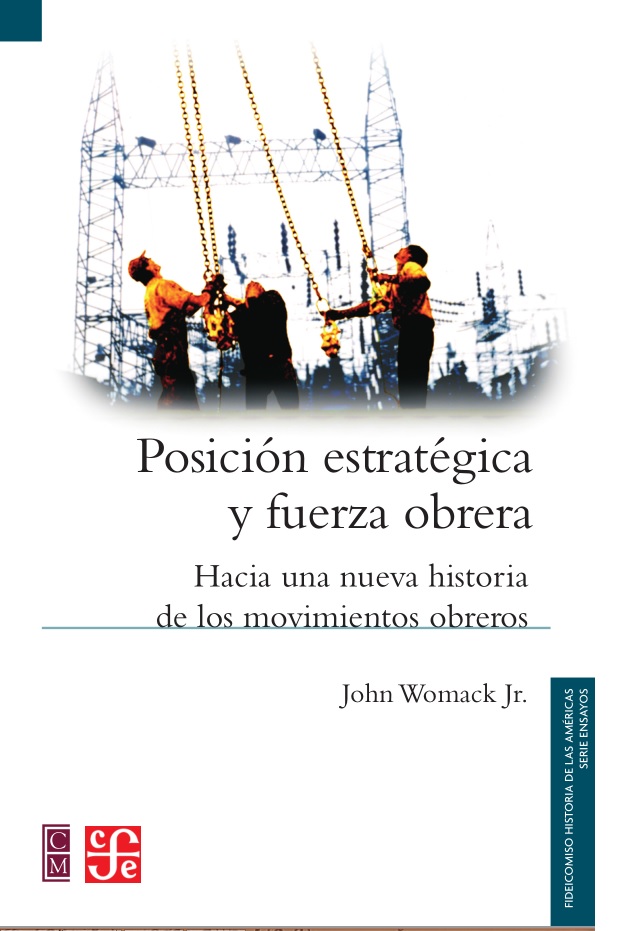 Posición estratégica
y fuerza obrera
Hacia una nueva historia
de los movimientos obreros
John Womack Jr.
FIDEICOMISO HISTORIA DE LAS AMÉRICAS
SERIE ENSAYOS
CM
cfe